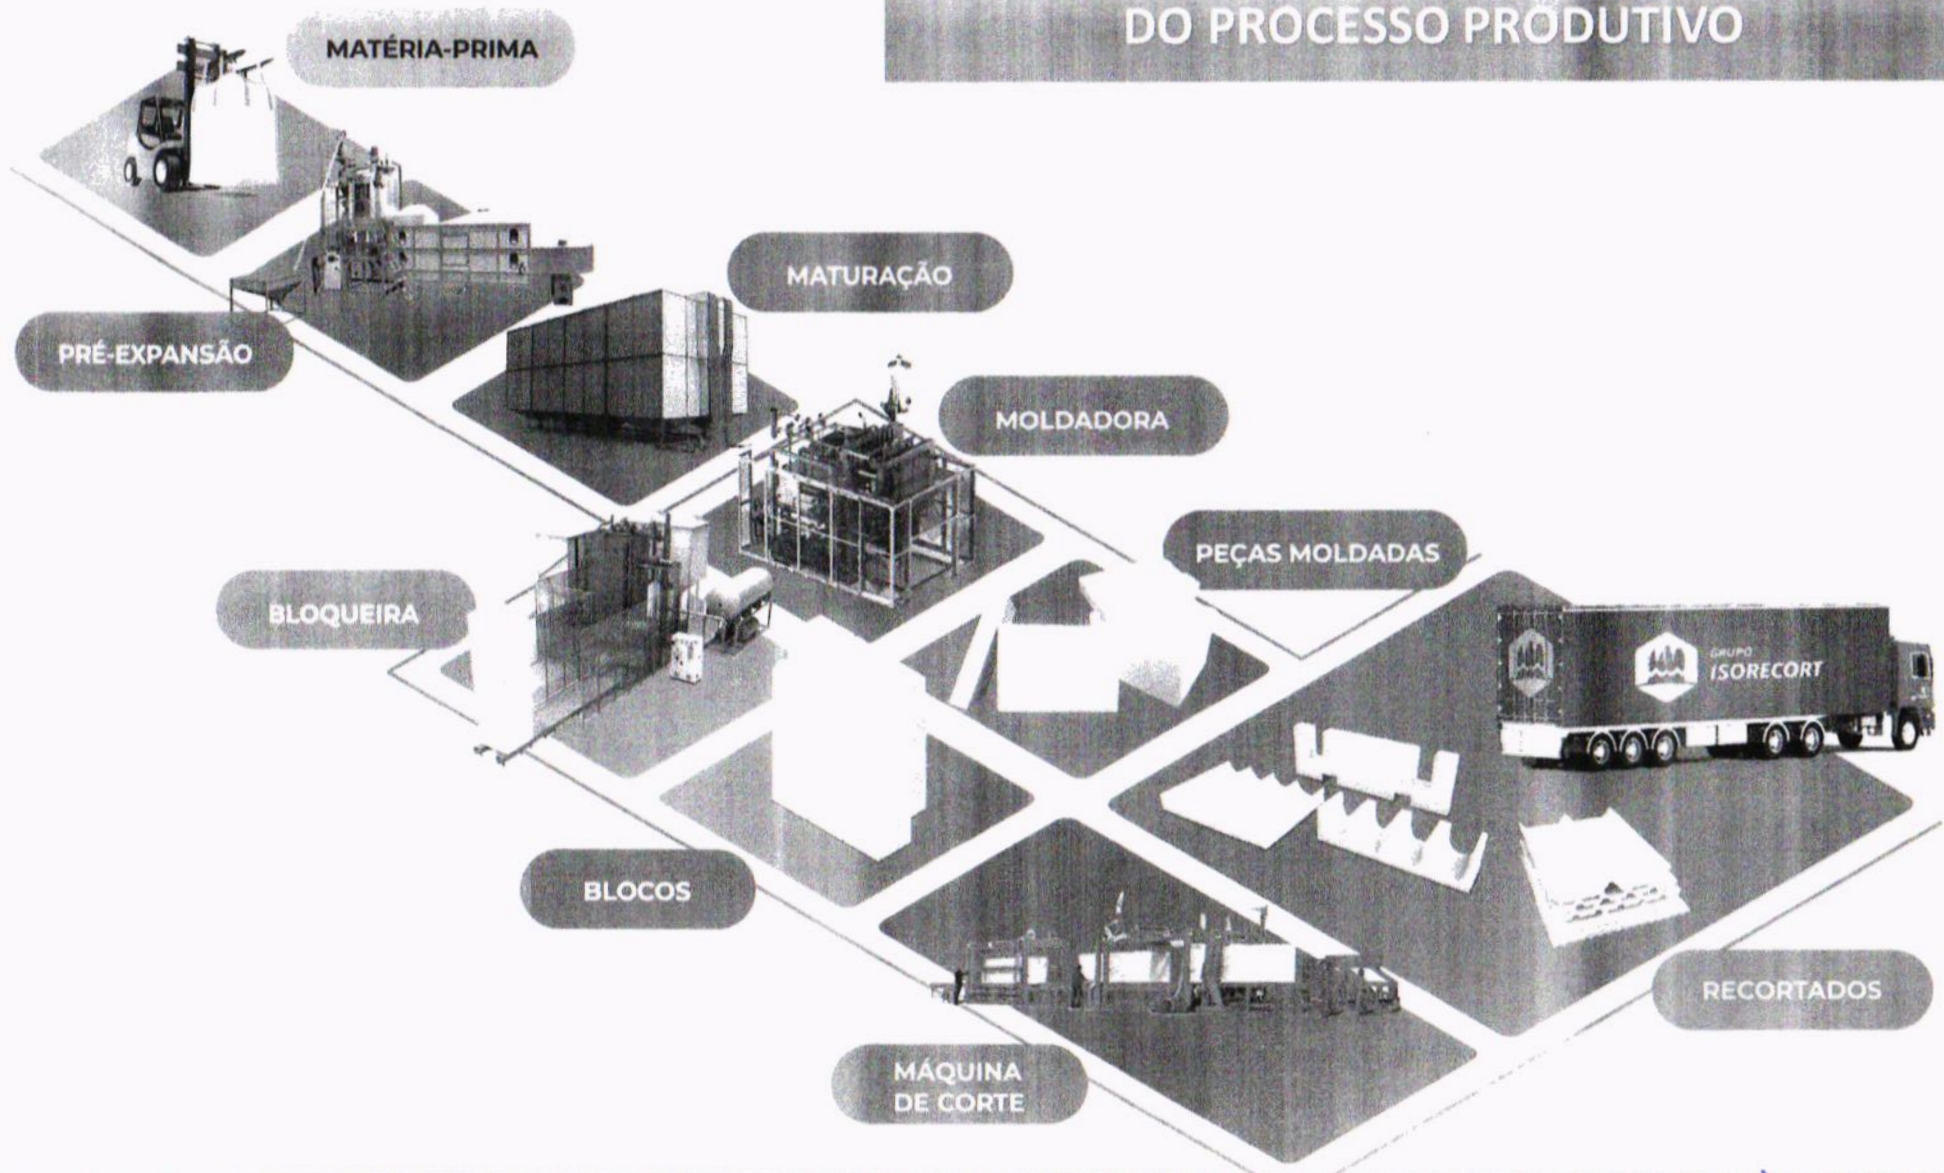 DO PROCESSO PRODUTIVO
MATÉRIA-PRIMA
MATURAÇÃO
PRÉ-EXPANSÃO
MOLDADORA
PEÇAS MOLDADAS
BLOQUEIRA
GRUPO
ISORECORT
BLOCOS
RECORTADOS
MÁQUINA
DE CORTE